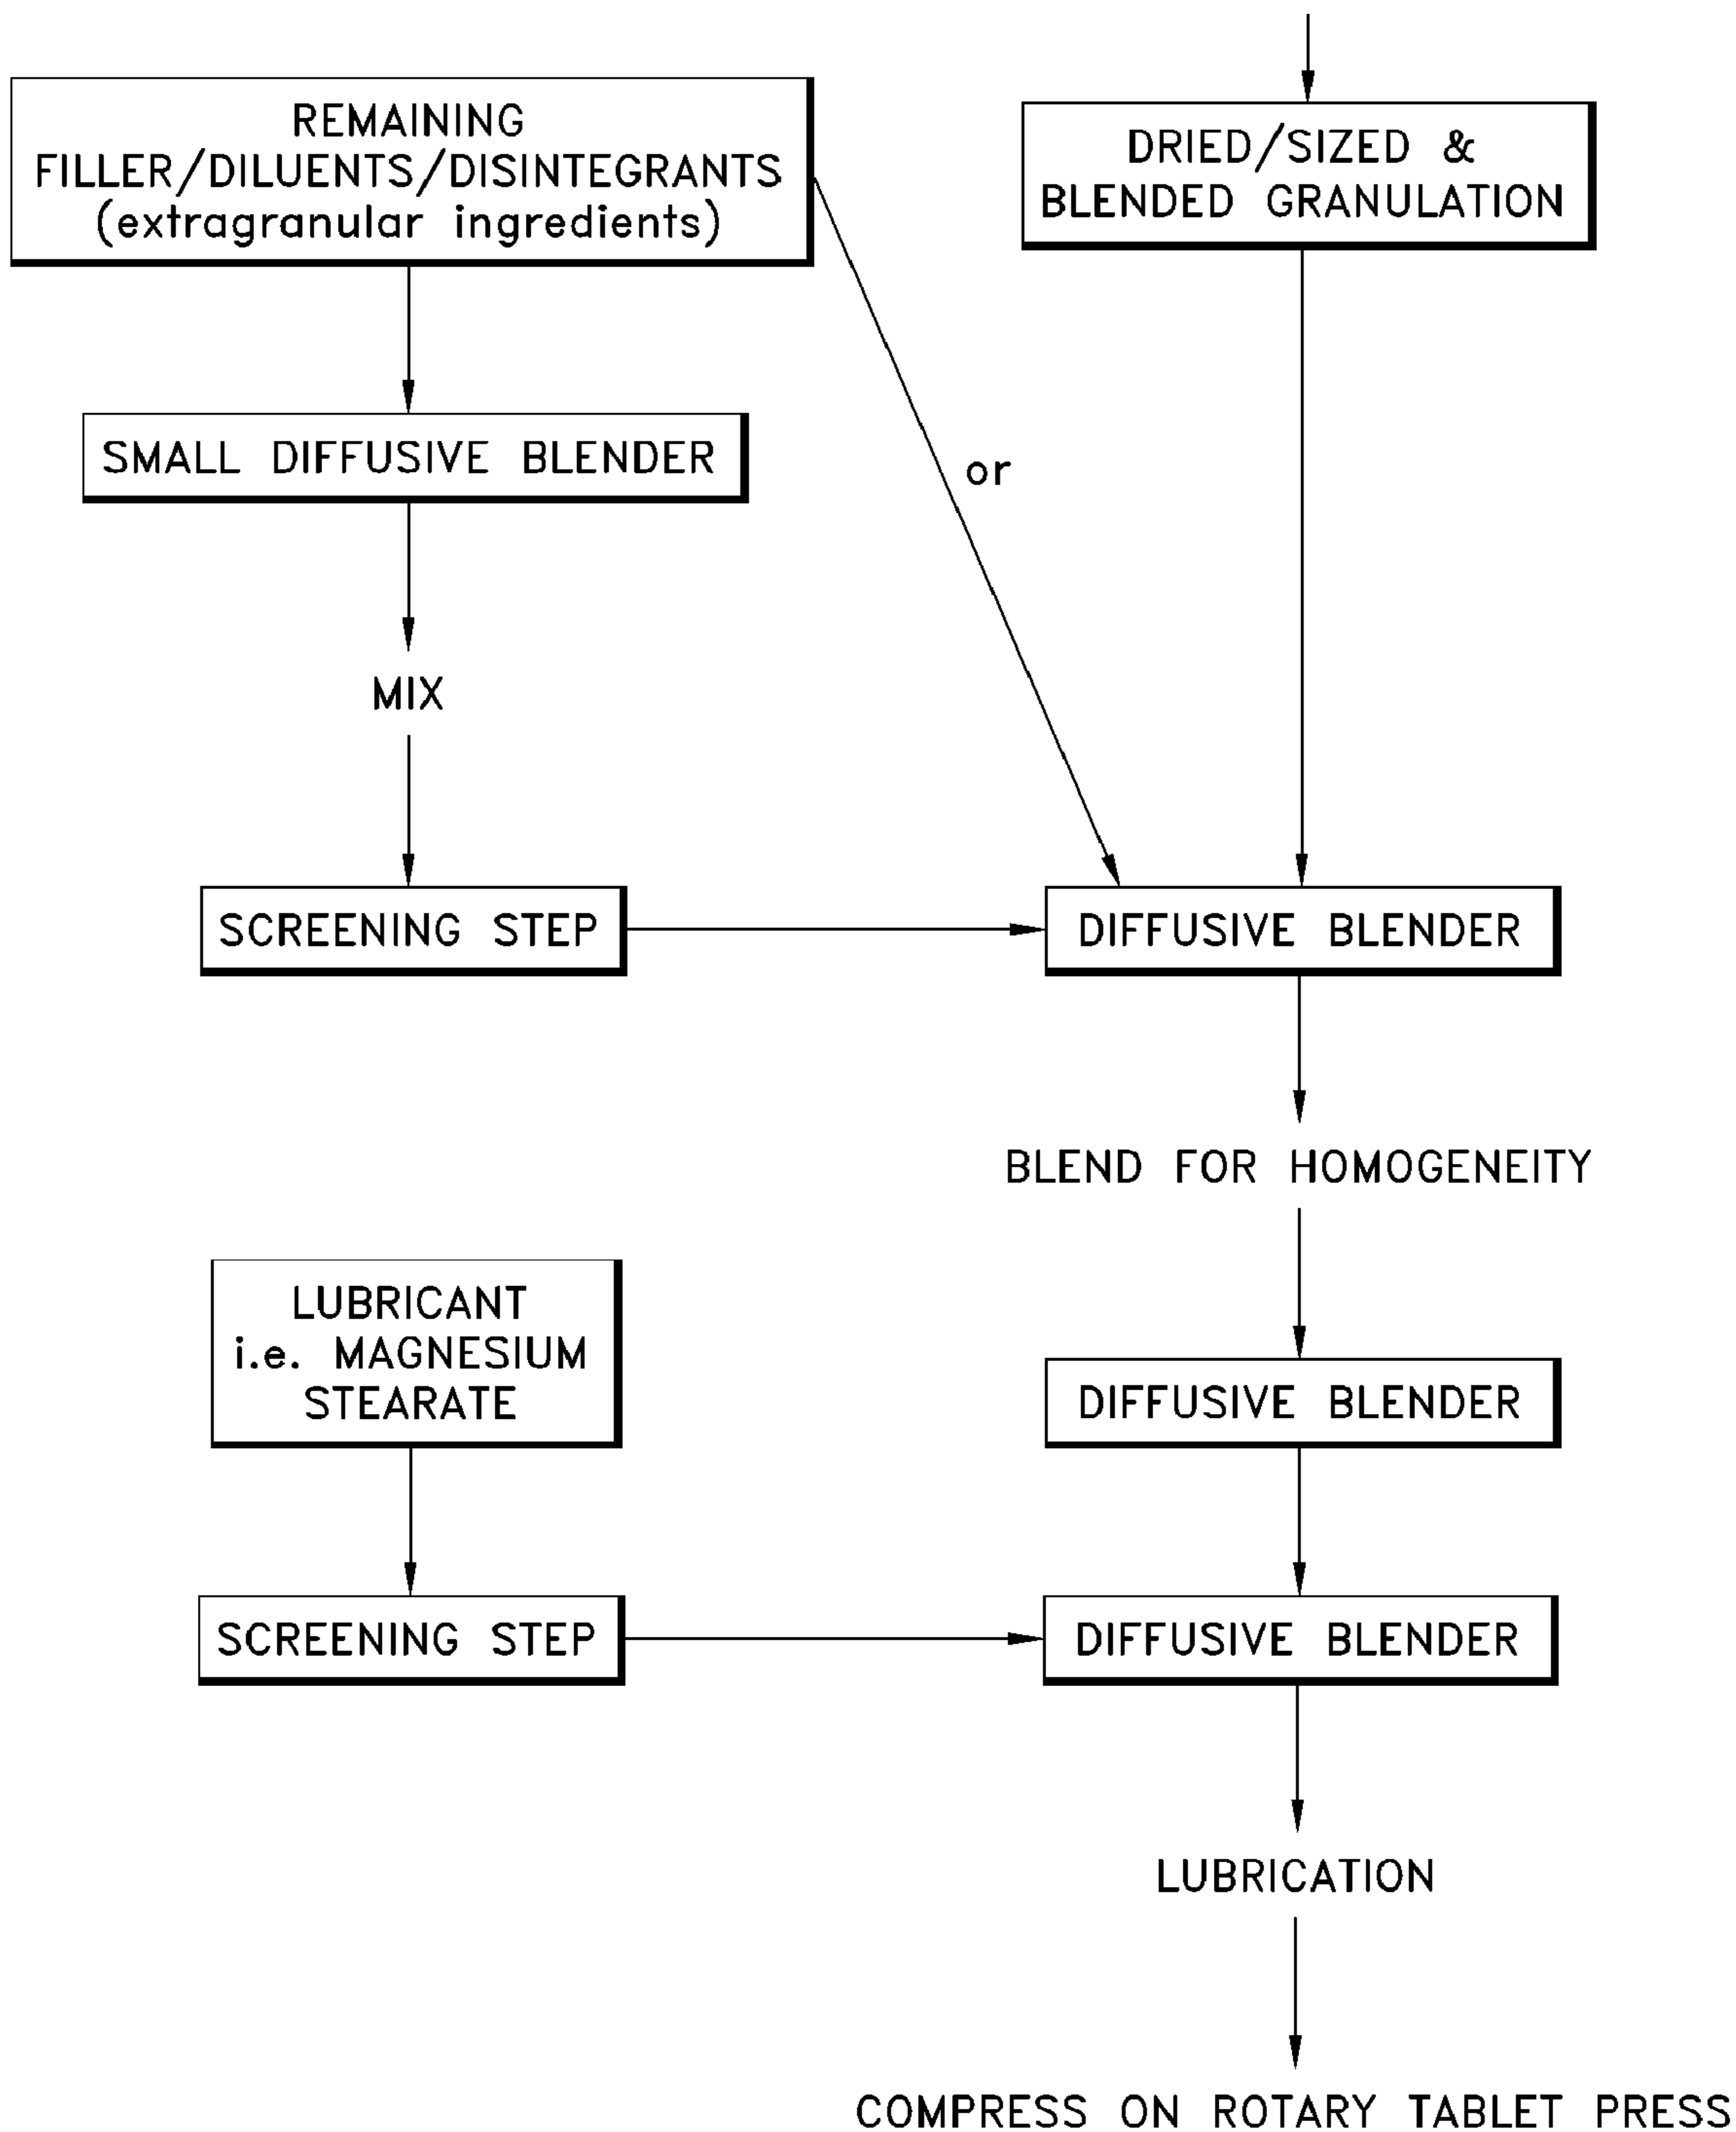 REMAINING
FILLER/DILUENTS/DISINTEGRANTS
(extragranular ingredients)
DRIED/SIZED &
BLENDED GRANULATION
SMALL DIFFUSIVE BLENDER
or
MIX
SCREENING STEP
DIFFUSIVE BLENDER
BLEND FOR HOMOGENEITY
LUBRICANT
i.e. MAGNESIUM
STEARATE
DIFFUSIVE BLENDER
SCREENING STEP
DIFFUSIVE BLENDER
LUBRICATION
COMPRESS ON ROTARY TABLET PRESS